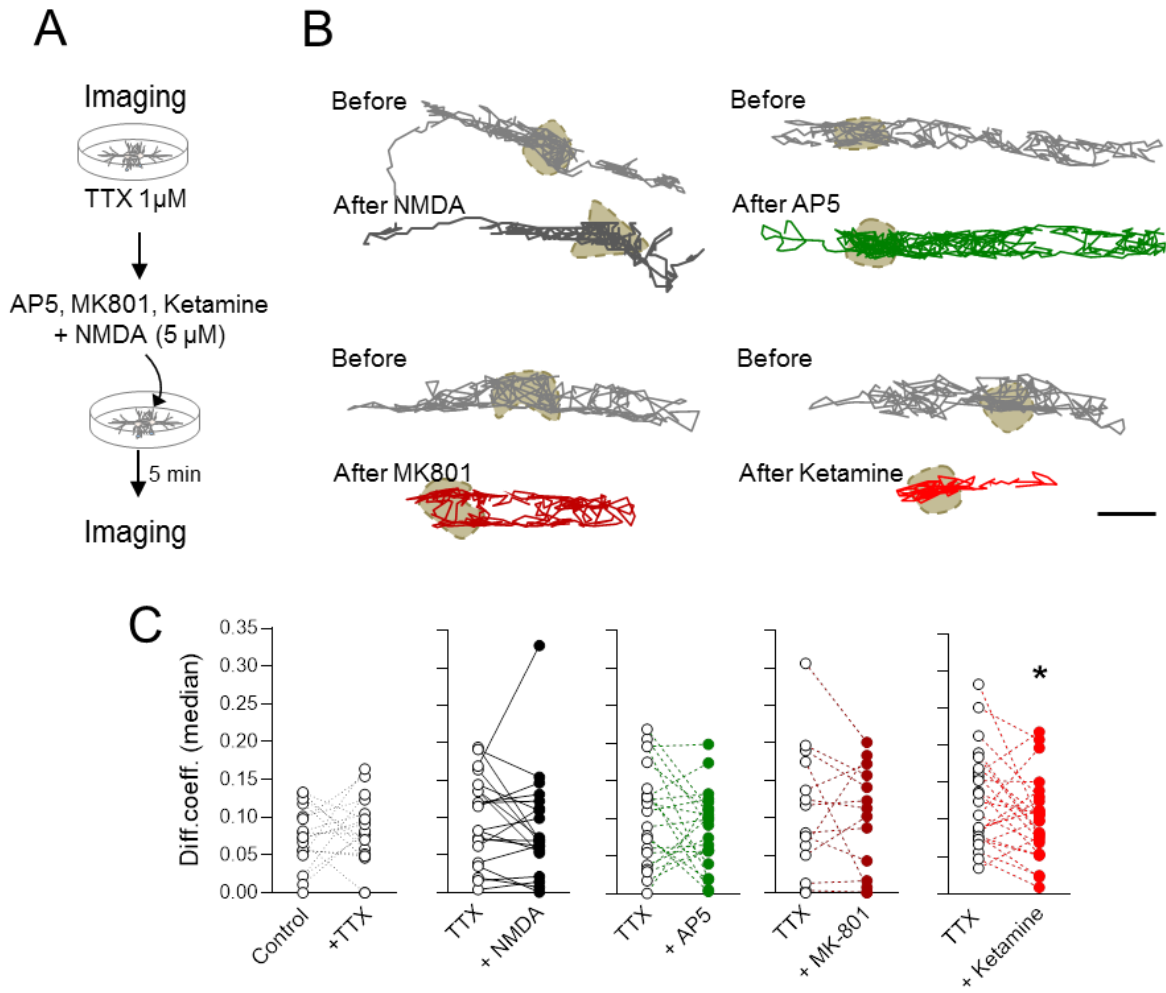 A
Imaging
TTX 1µM
AP5, MK801, Ketamine
+ NMDA (5 µM)
5 min
Imaging
B
Before
After NMDA
Before
After AP5
Before
After MK801
Before
After Ketamine
C
Diff.coeff. (median)
0.35
0.30
0.25
0.20
0.15
0.10
0.05
0.00
Control
+TTX
TTX
+ NMDA
TTX
+ AP5
TTX
+ MK-801
*
TTX
+ Ketamine